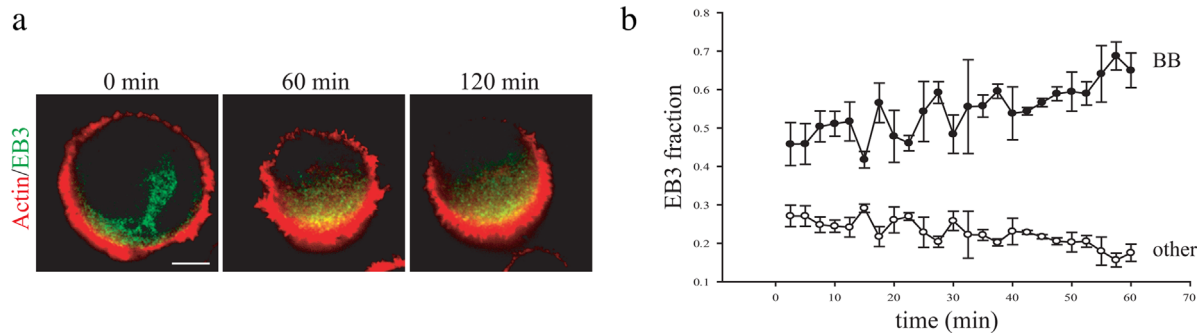 a
0 min 60 min 120 min
Actin/EB3
b
0.8
0.7
0.6
0.5
0.4
0.3
0.2
0.1
EB3 fraction
BB
other
0 10 20 30 40 50 60 70
time (min)